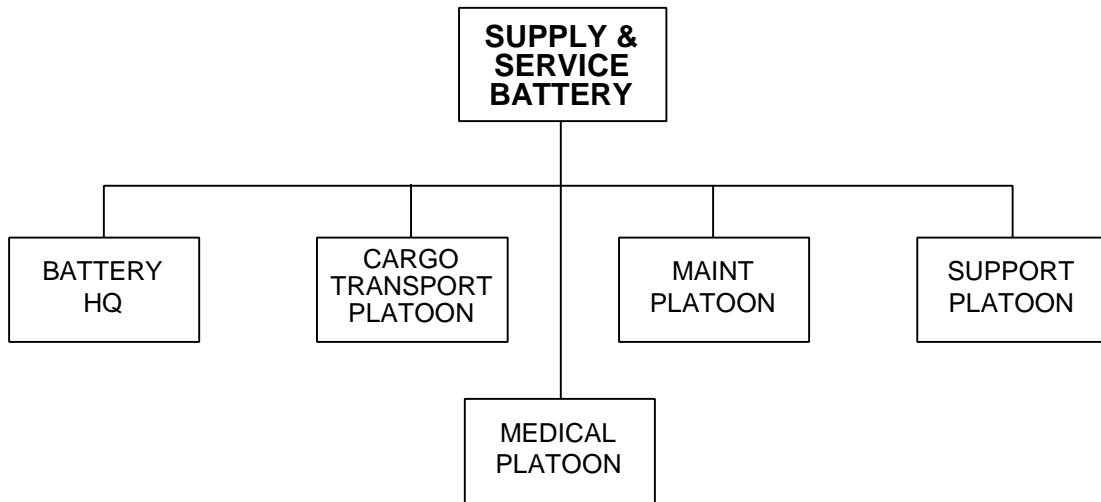 SUPPLY &
SERVICE
BATTERY
BATTERY
HQ
CARGO
TRANSPORT
PLATOON
MAINT
PLATOON
SUPPORT
PLATOON
MEDICAL
PLATOON